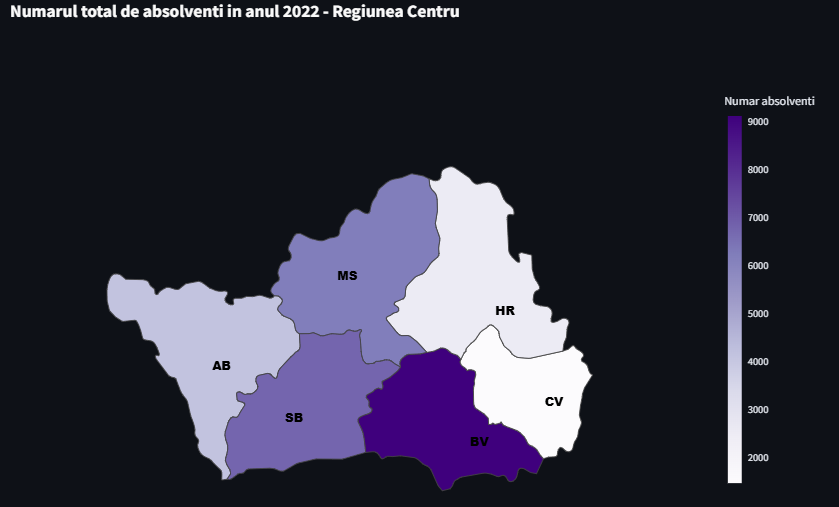 Numarul total de absolventi in anul 2022 - Regiunea Centru
Numar absolventi
9000
8000
7000
6000
5000
4000
3000
2000
MS
HR
AB
CV
SB
BV